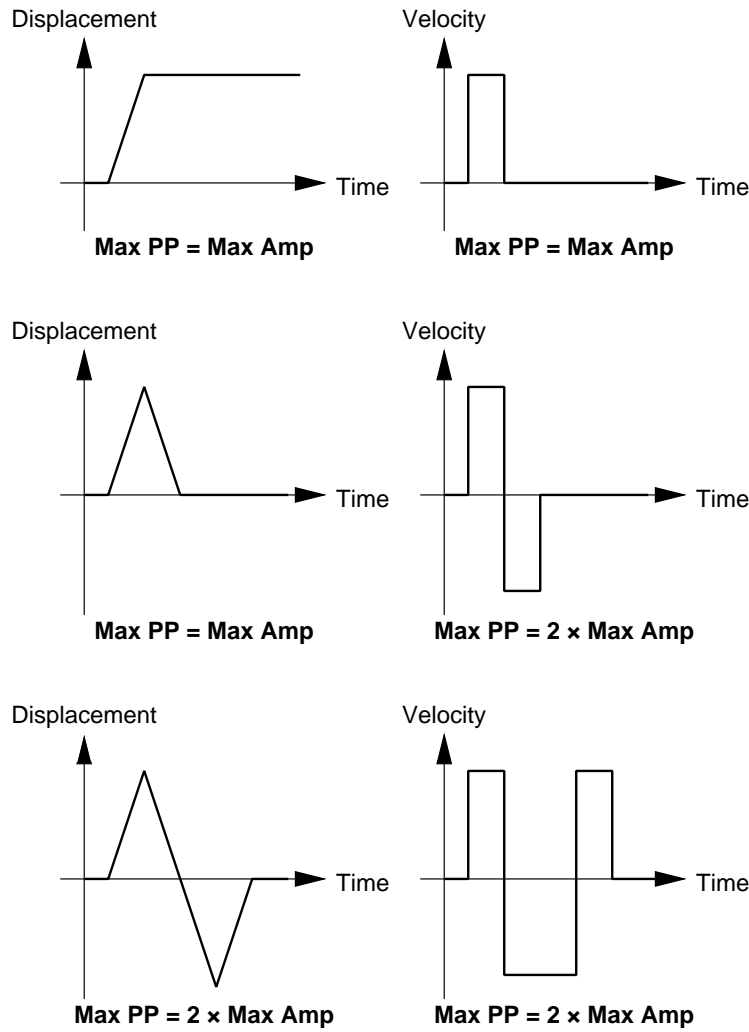 Displacement
Velocity
Time
Time
Max PP = Max Amp
Max PP = Max Amp
Displacement
Velocity
Time
Time
Max PP = Max Amp
Max PP = 2 × Max Amp
Displacement
Velocity
Time
Time
Max PP = 2 × Max Amp
Max PP = 2 × Max Amp